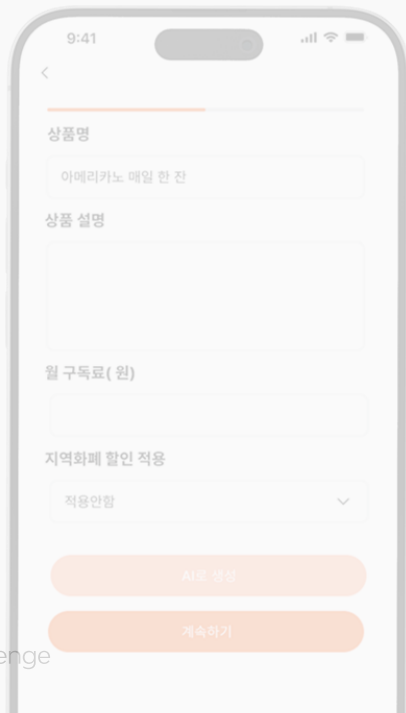 9:41
상품명
아메리카노 매일 한 잔
상품 설명
월 구독료( 원)
지역화폐 할인 적용
적용안함
AI로 생성
계속하기
enge